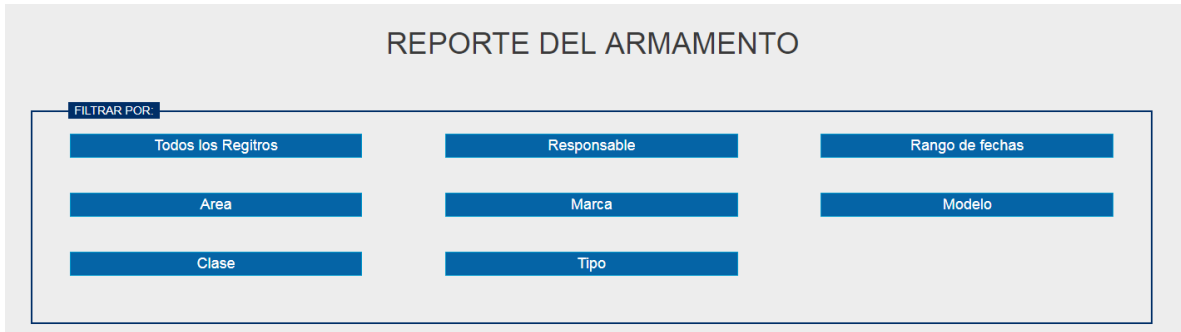 REPORTE DEL ARMAMENTO
FILTRAR POR:
Todos los Regitros
Responsable
Rango de fechas
Area
Marca
Modelo
Clase
Tipo